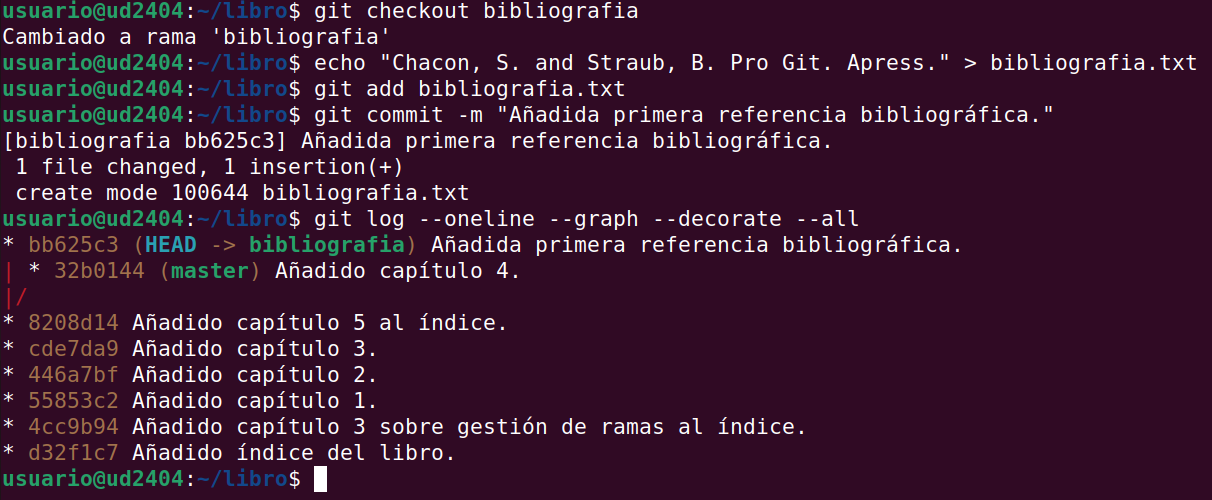 usuario@ud2404:~/libro$ git checkout bibliografia
Cambiado a rama 'bibliografia'
usuario@ud2404:~/libro$ echo "Chacon, S. and Straub, B. Pro Git. Apress." > bibliografia.txt
usuario@ud2404:~/libro$ git add bibliografia.txt
usuario@ud2404:~/libro$ git commit -m "Añadida primera referencia bibliográfica."
[bibliografia bb625c3] Añadida primera referencia bibliográfica.
 1 file changed, 1 insertion(+)
 create mode 100644 bibliografia.txt
usuario@ud2404:~/libro$ git log --oneline --graph --decorate --all
* bb625c3 (HEAD -> bibliografia) Añadida primera referencia bibliográfica.
| * 32b0144 (master) Añadido capítulo 4.
|/
* 8208d14 Añadido capítulo 5 al índice.
* cde7da9 Añadido capítulo 3.
* 446a7bf Añadido capítulo 2.
* 55853c2 Añadido capítulo 1.
* 4cc9b94 Añadido capítulo 3 sobre gestión de ramas al índice.
* d32f1c7 Añadido índice del libro.
usuario@ud2404:~/libro$